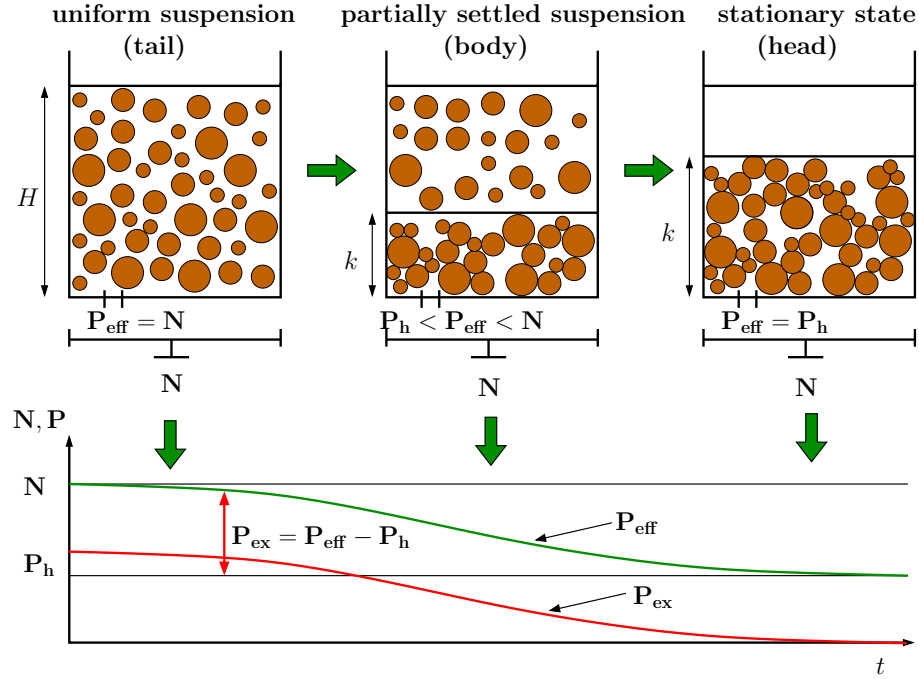 uniform suspension
(tail)
partially settled suspension
(body)
stationary state
(head)
H
k
k
P_eff = N
P_h < P_eff < N
P_eff = P_h
N
N
N
N, P
N
P_ex = P_eff − P_h
P_eff
P_h
P_ex
t